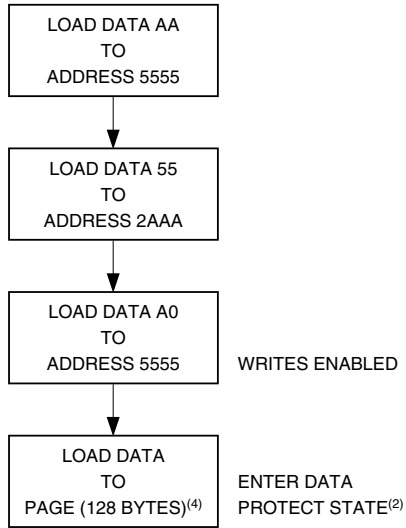 LOAD DATA AA
TO
ADDRESS 5555
LOAD DATA 55
TO
ADDRESS 2AAA
LOAD DATA A0
TO
ADDRESS 5555
WRITES ENABLED
LOAD DATA
TO
PAGE (128 BYTES)(4)
ENTER DATA
PROTECT STATE(2)